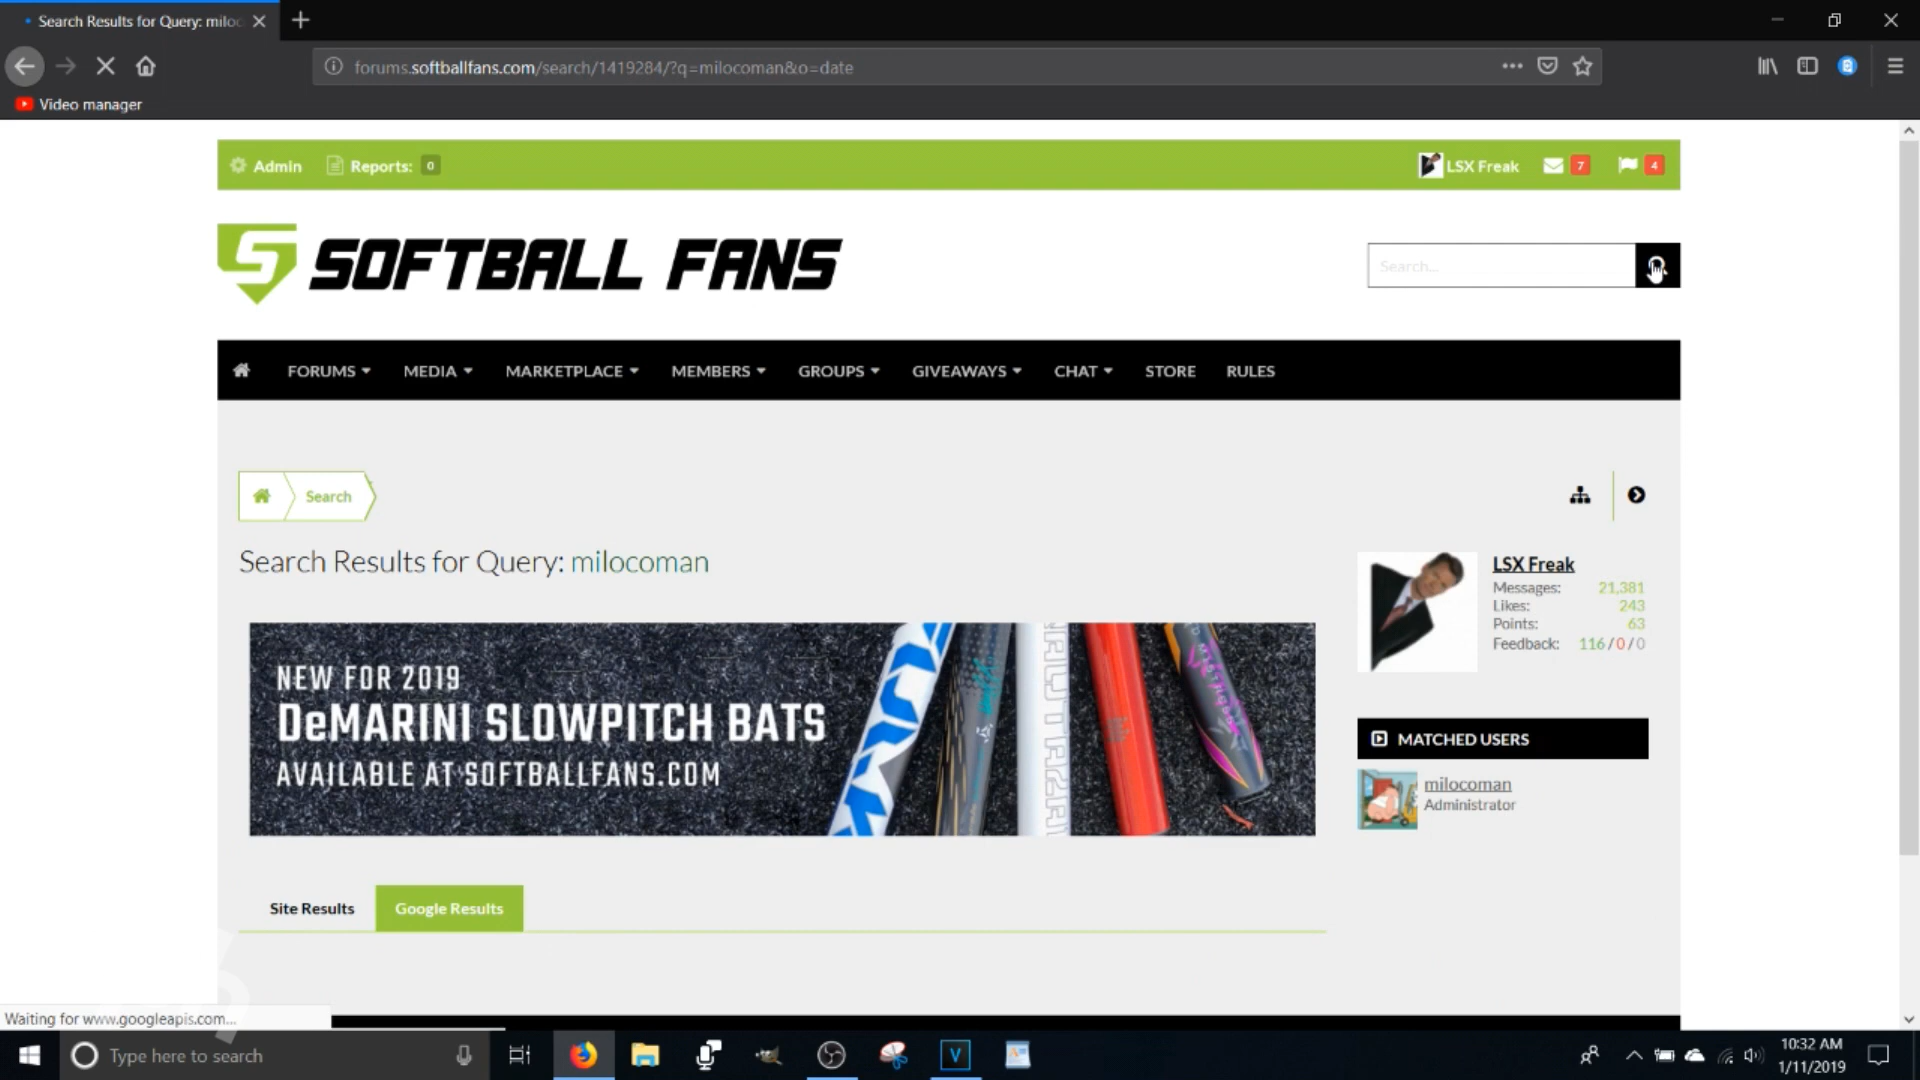 Search Results for Query: miloc
forums.softballfans.com/search/1419284/?q=milocoman&o=date
Video manager
Admin Reports: 0 LSX Freak 7 4
SOFTBALL FANS
Search...
FORUMS MEDIA MARKETPLACE MEMBERS GROUPS GIVEAWAYS CHAT STORE RULES
Search
Search Results for Query: milocoman
LSX Freak
Messages: 21,381
Likes: 243
Points: 63
Feedback: 116/0/0
NEW FOR 2019
DeMARINI SLOWPITCH BATS
AVAILABLE AT SOFTBALLFANS.COM
MATCHED USERS
milocoman
Administrator
Site Results Google Results
Waiting for www.googleapis.com...
Type here to search
10:32 AM
1/11/2019